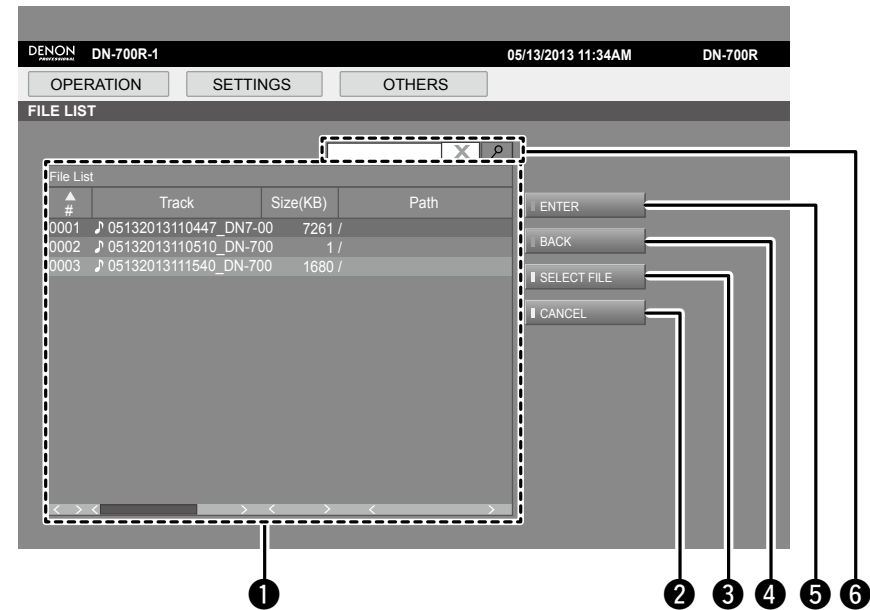 DENON PROFESSIONAL DN-700R-1 05/13/2013 11:34AM DN-700R
OPERATION SETTINGS OTHERS
FILE LIST
X
File List
▲ # Track Size(KB) Path
0001 ♪ 05132013110447_DN7-00 7261 /
0002 ♪ 05132013110510_DN-700 1 /
0003 ♪ 05132013111540_DN-700 1680 /
ENTER
BACK
SELECT FILE
CANCEL
< > < > < > < >
1 2 3 4 5 6